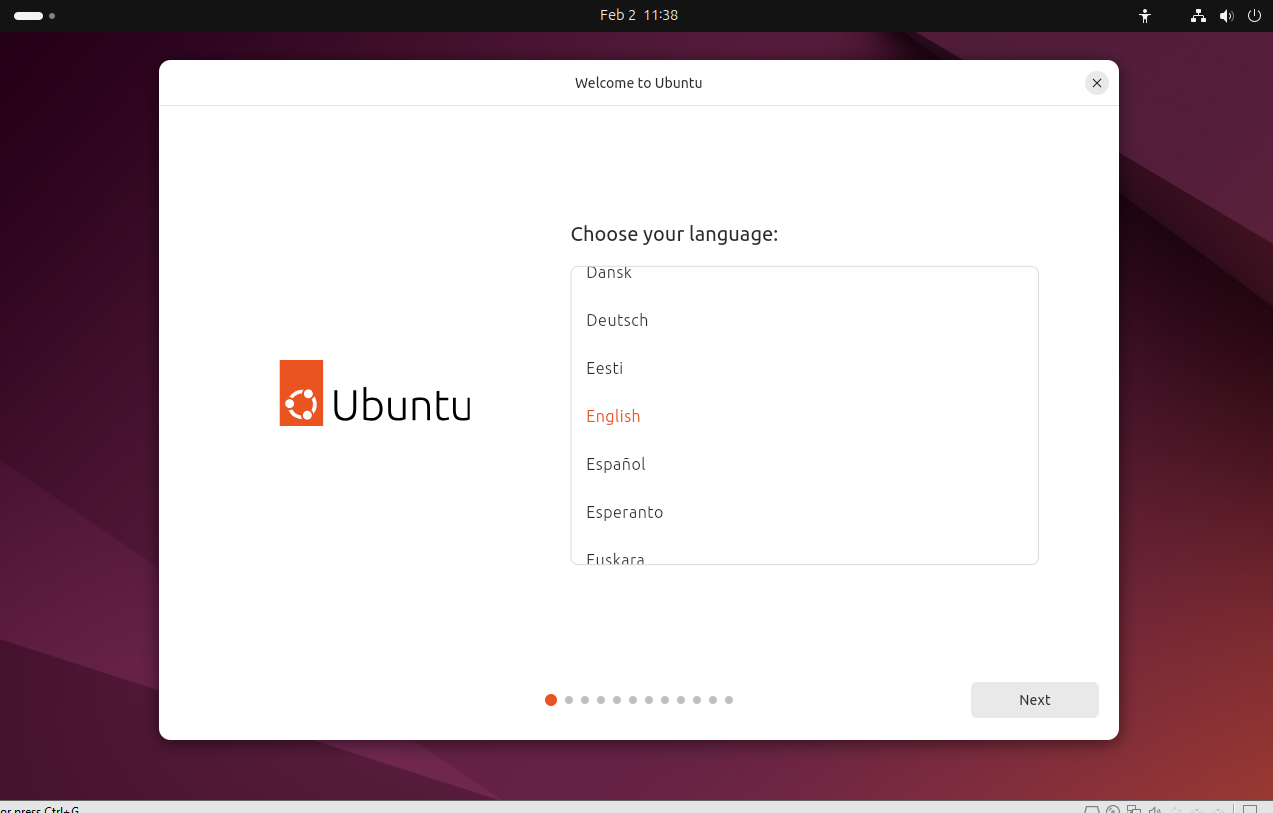 Feb 2 11:38
Welcome to Ubuntu
Choose your language:
Dansk
Deutsch
Eesti
English
Español
Esperanto
Euskara
Ubuntu
Next
or press Ctrl+G